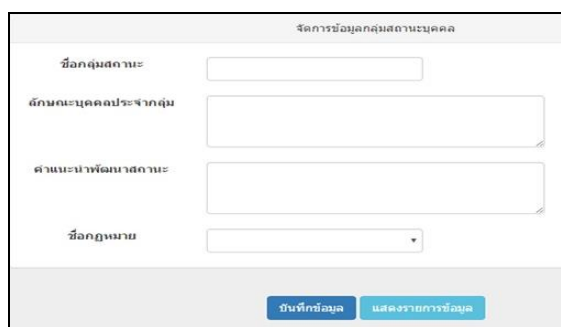 จัดการข้อมูลกลุ่มสถานะบุคคล
ชื่อกลุ่มสถานะ
ลักษณะบุคคลประจำกลุ่ม
คำแนะนำพัฒนาสถานะ
ชื่อกฎหมาย
บันทึกข้อมูล แสดงรายการข้อมูล